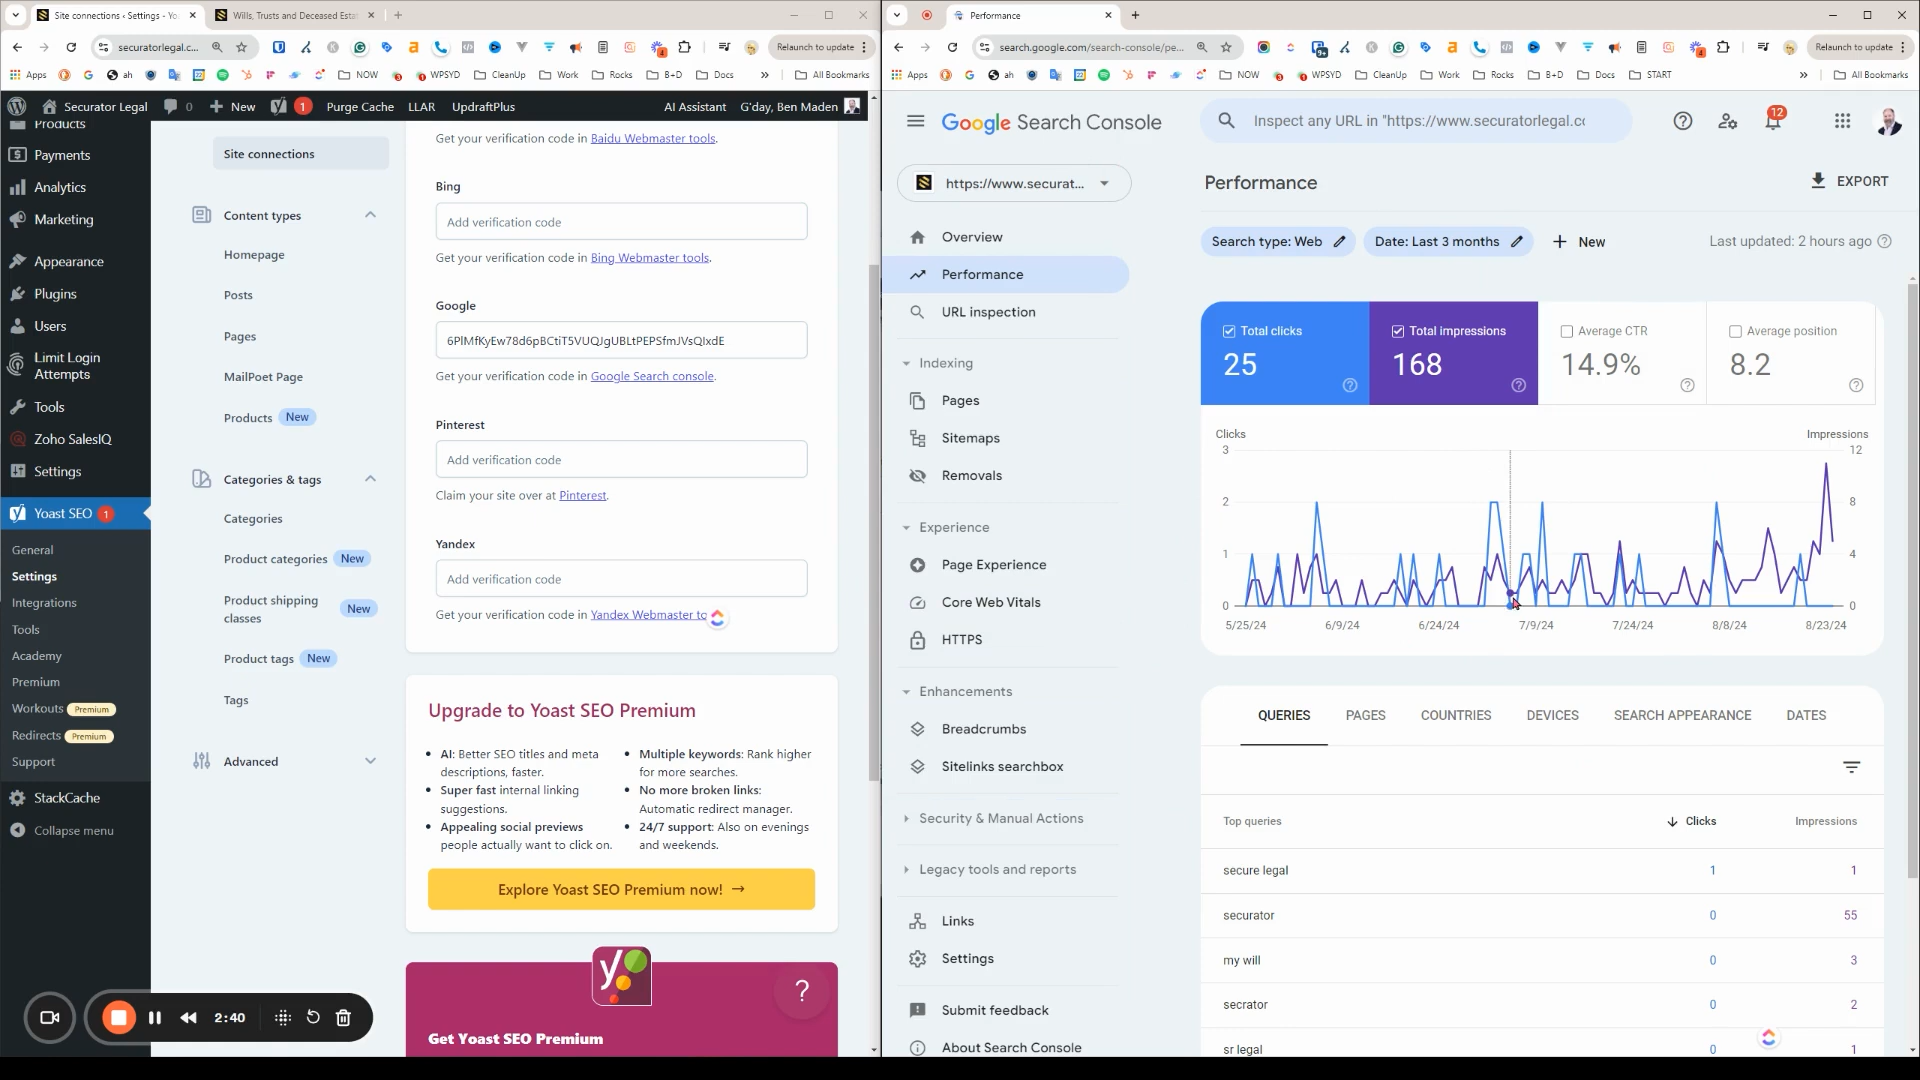 Site connections ‹ Settings - Yo
Wills, Trusts and Deceased Esta
Performance
securatorlegal.c...
Relaunch to update
search.google.com/search-console/pe...
Relaunch to update
Apps
ah
NOW
WPSYD
CleanUp
Work
Rocks
B+D
Docs
»
All Bookmarks
Apps
ah
NOW
WPSYD
CleanUp
Work
Rocks
B+D
Docs
START
»
All Bookmarks
Securator Legal
0
New
1
Purge Cache
LLAR
UpdraftPlus
AI Assistant
G'day, Ben Maden
Products
Payments
Analytics
Marketing
Appearance
Plugins
Users
Limit Login
Attempts
Tools
Zoho SalesIQ
Settings
Yoast SEO 1
General
Settings
Integrations
Tools
Academy
Premium
Workouts Premium
Redirects Premium
Support
StackCache
Collapse menu
Site connections
Content types
Homepage
Posts
Pages
MailPoet Page
Products New
Categories & tags
Categories
Product categories New
Product shipping
classes New
Product tags New
Tags
Advanced
Get your verification code in Baidu Webmaster tools.
Bing
Add verification code
Get your verification code in Bing Webmaster tools.
Google
6PlMfKyEw78d6pBCtiT5VUQJgUBLtPEPSfmJVsQIxdE
Get your verification code in Google Search console.
Pinterest
Add verification code
Claim your site over at Pinterest.
Yandex
Add verification code
Get your verification code in Yandex Webmaster to
Upgrade to Yoast SEO Premium
• AI: Better SEO titles and meta
descriptions, faster.
• Super fast internal linking
suggestions.
• Appealing social previews
people actually want to click on.
• Multiple keywords: Rank higher
for more searches.
• No more broken links:
Automatic redirect manager.
• 24/7 support: Also on evenings
and weekends.
Explore Yoast SEO Premium now! →
?
Get Yoast SEO Premium
2:40
Google Search Console
Inspect any URL in "https://www.securatorlegal.cc
12
https://www.securat...
Overview
Performance
URL inspection
Indexing
Pages
Sitemaps
Removals
Experience
Page Experience
Core Web Vitals
HTTPS
Enhancements
Breadcrumbs
Sitelinks searchbox
Security & Manual Actions
Legacy tools and reports
Links
Settings
Submit feedback
About Search Console
Performance
EXPORT
Search type: Web
Date: Last 3 months
New
Last updated: 2 hours ago
Total clicks
25
Total impressions
168
Average CTR
14.9%
Average position
8.2
Clicks
Impressions
3
12
2
8
1
4
0
0
5/25/24
6/9/24
6/24/24
7/9/24
7/24/24
8/8/24
8/23/24
QUERIES
PAGES
COUNTRIES
DEVICES
SEARCH APPEARANCE
DATES
Top queries
Clicks
Impressions
secure legal 1 1
securator 0 55
my will 0 3
secrator 0 2
sr legal 0 1